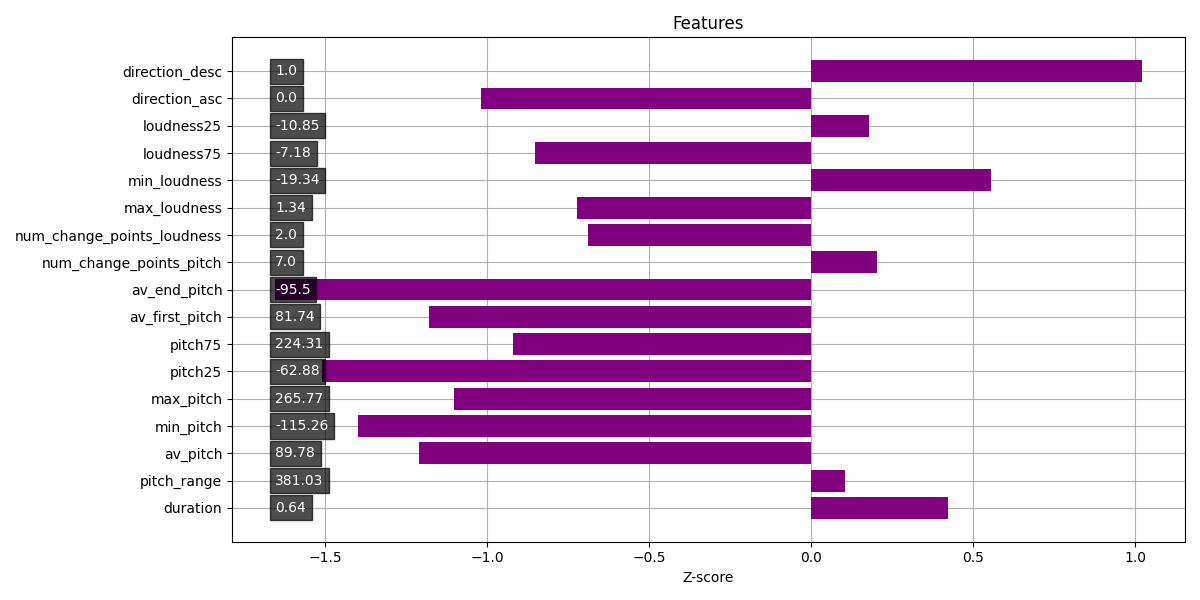 Features
direction_desc 1.0
direction_asc 0.0
loudness25 -10.85
loudness75 -7.18
min_loudness -19.34
max_loudness 1.34
num_change_points_loudness 2.0
num_change_points_pitch 7.0
av_end_pitch -95.5
av_first_pitch 81.74
pitch75 224.31
pitch25 -62.88
max_pitch 265.77
min_pitch -115.26
av_pitch 89.78
pitch_range 381.03
duration 0.64
−1.5 −1.0 −0.5 0.0 0.5 1.0
Z-score